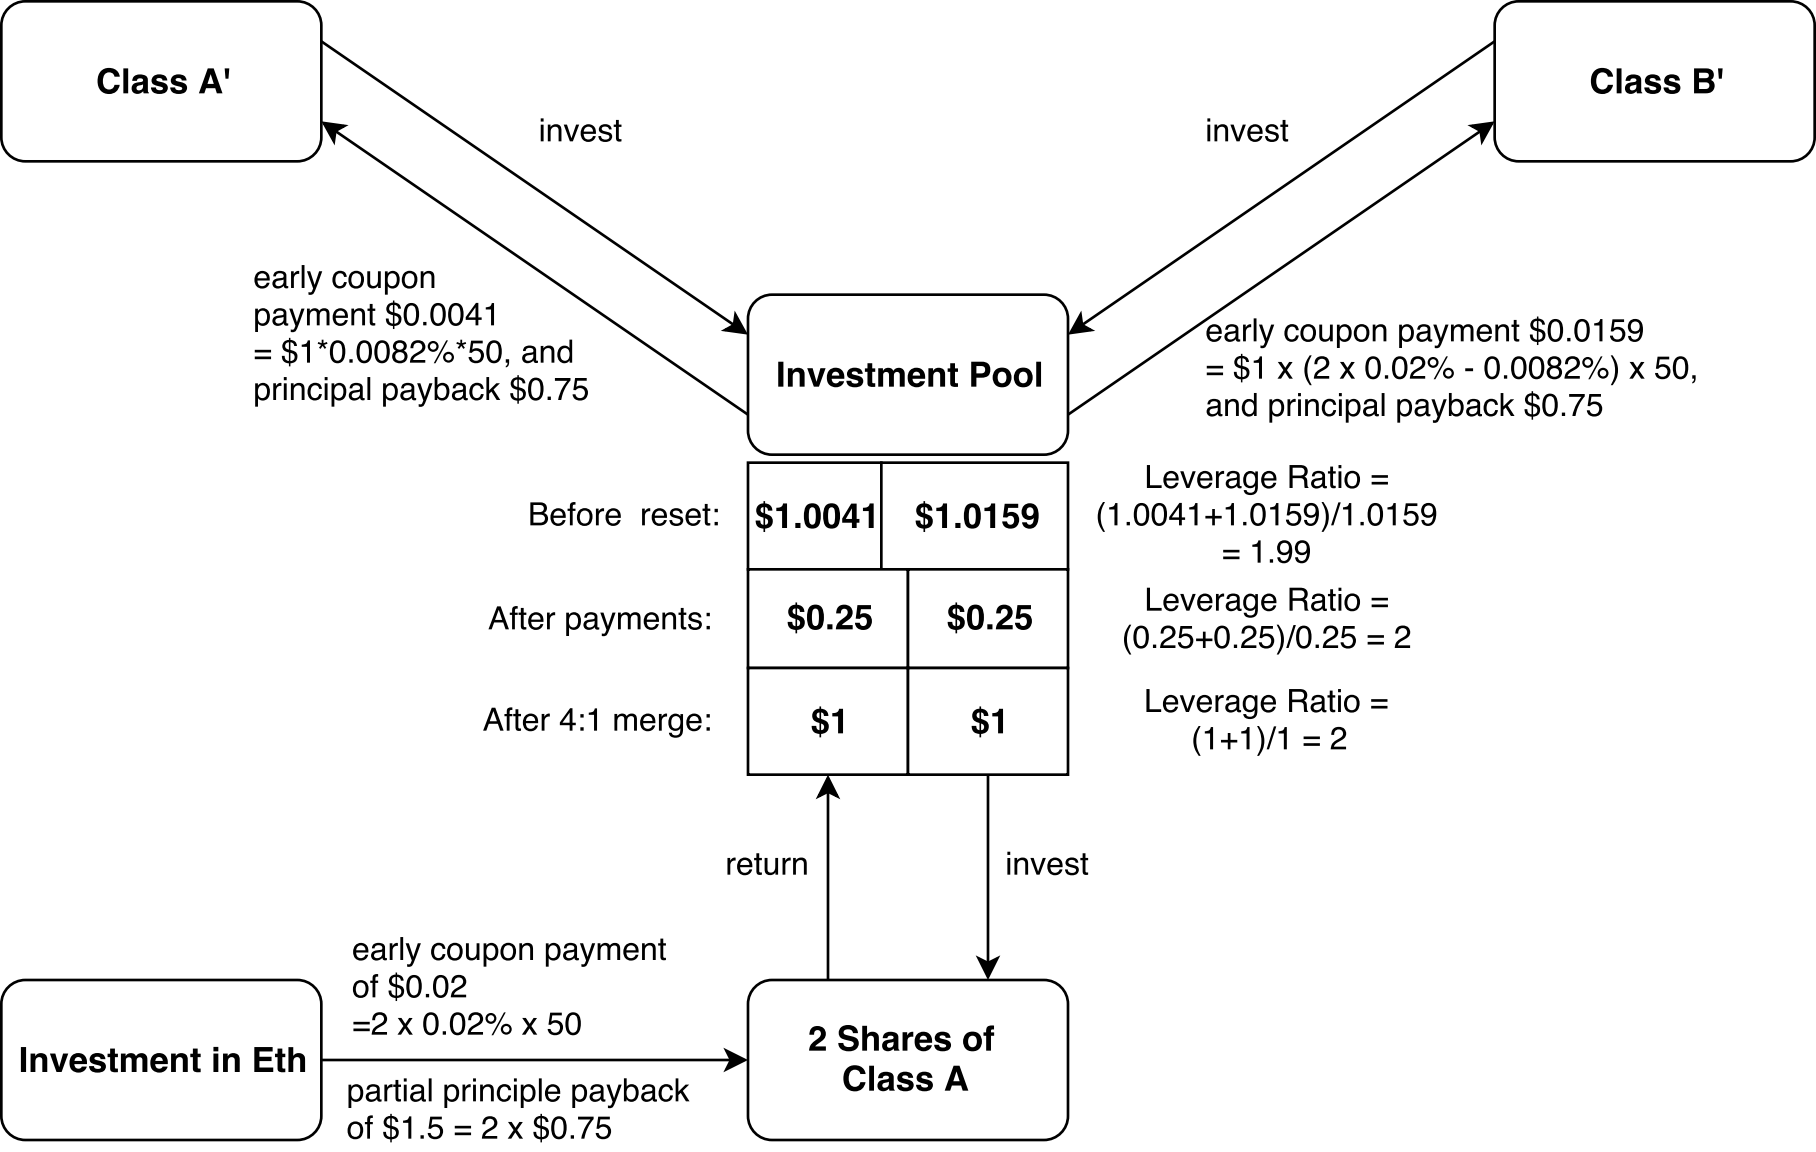 Class A'
Class B'
invest
invest
early coupon
payment $0.0041
= $1*0.0082%*50, and
principal payback $0.75
early coupon payment $0.0159
= $1 x (2 x 0.02% - 0.0082%) x 50,
and principal payback $0.75
Investment Pool
Before reset:
$1.0041
$1.0159
Leverage Ratio =
(1.0041+1.0159)/1.0159
= 1.99
After payments:
$0.25
$0.25
Leverage Ratio =
(0.25+0.25)/0.25 = 2
After 4:1 merge:
$1
$1
Leverage Ratio =
(1+1)/1 = 2
return
invest
early coupon payment
of $0.02
=2 x 0.02% x 50
Investment in Eth
partial principle payback
of $1.5 = 2 x $0.75
2 Shares of
Class A